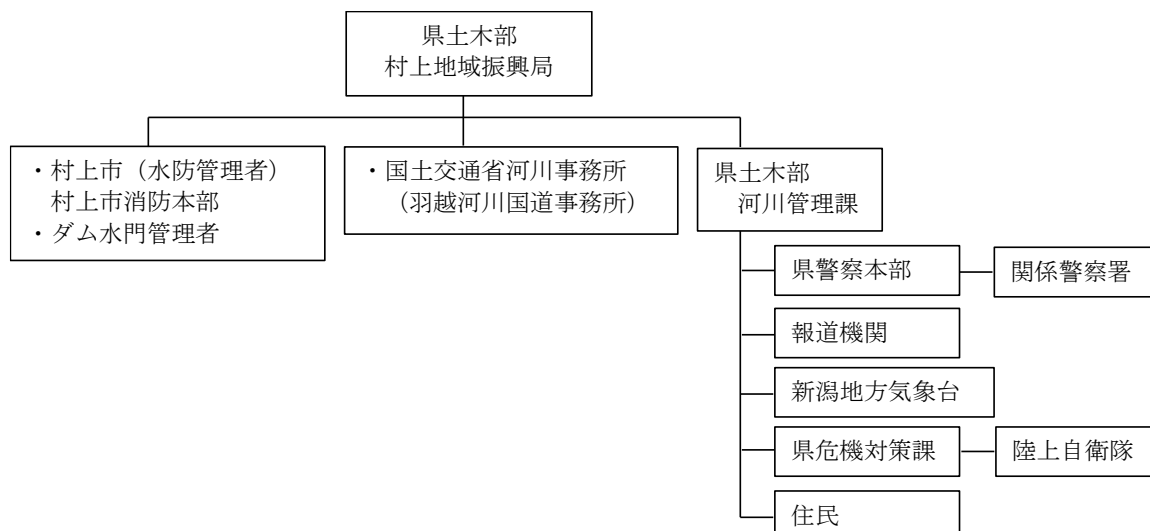 県土木部
村上地域振興局
・村上市（水防管理者）
村上市消防本部
・ダム水門管理者
・国土交通省河川事務所
（羽越河川国道事務所）
県土木部
河川管理課
県警察本部
関係警察署
報道機関
新潟地方気象台
県危機対策課
陸上自衛隊
住民